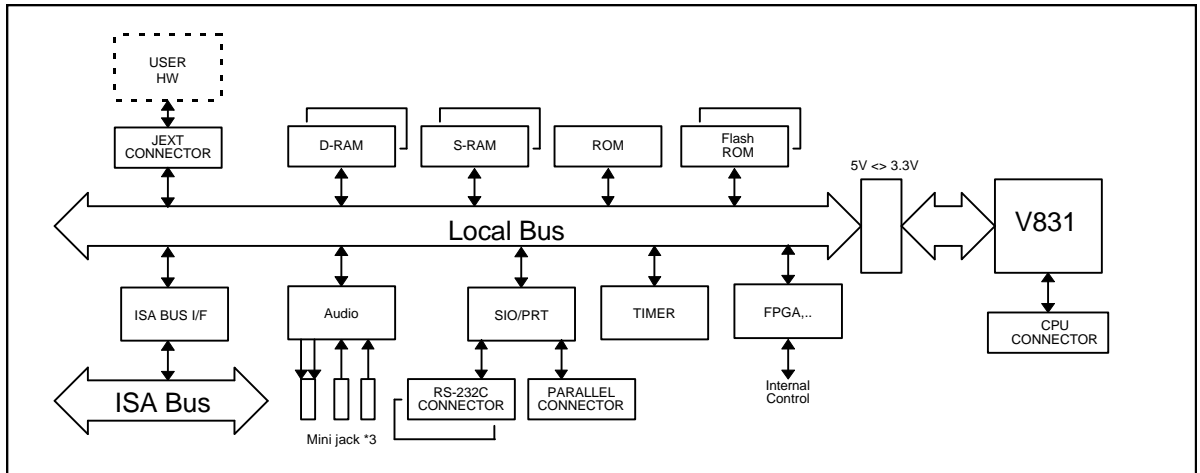 USER
HW
JEXT
CONNECTOR
D-RAM
S-RAM
ROM
Flash
ROM
5V <> 3.3V
Local Bus
V831
ISA BUS I/F
Audio
SIO/PRT
TIMER
FPGA,..
CPU
CONNECTOR
ISA Bus
Mini jack *3
RS-232C
CONNECTOR
PARALLEL
CONNECTOR
Internal
Control